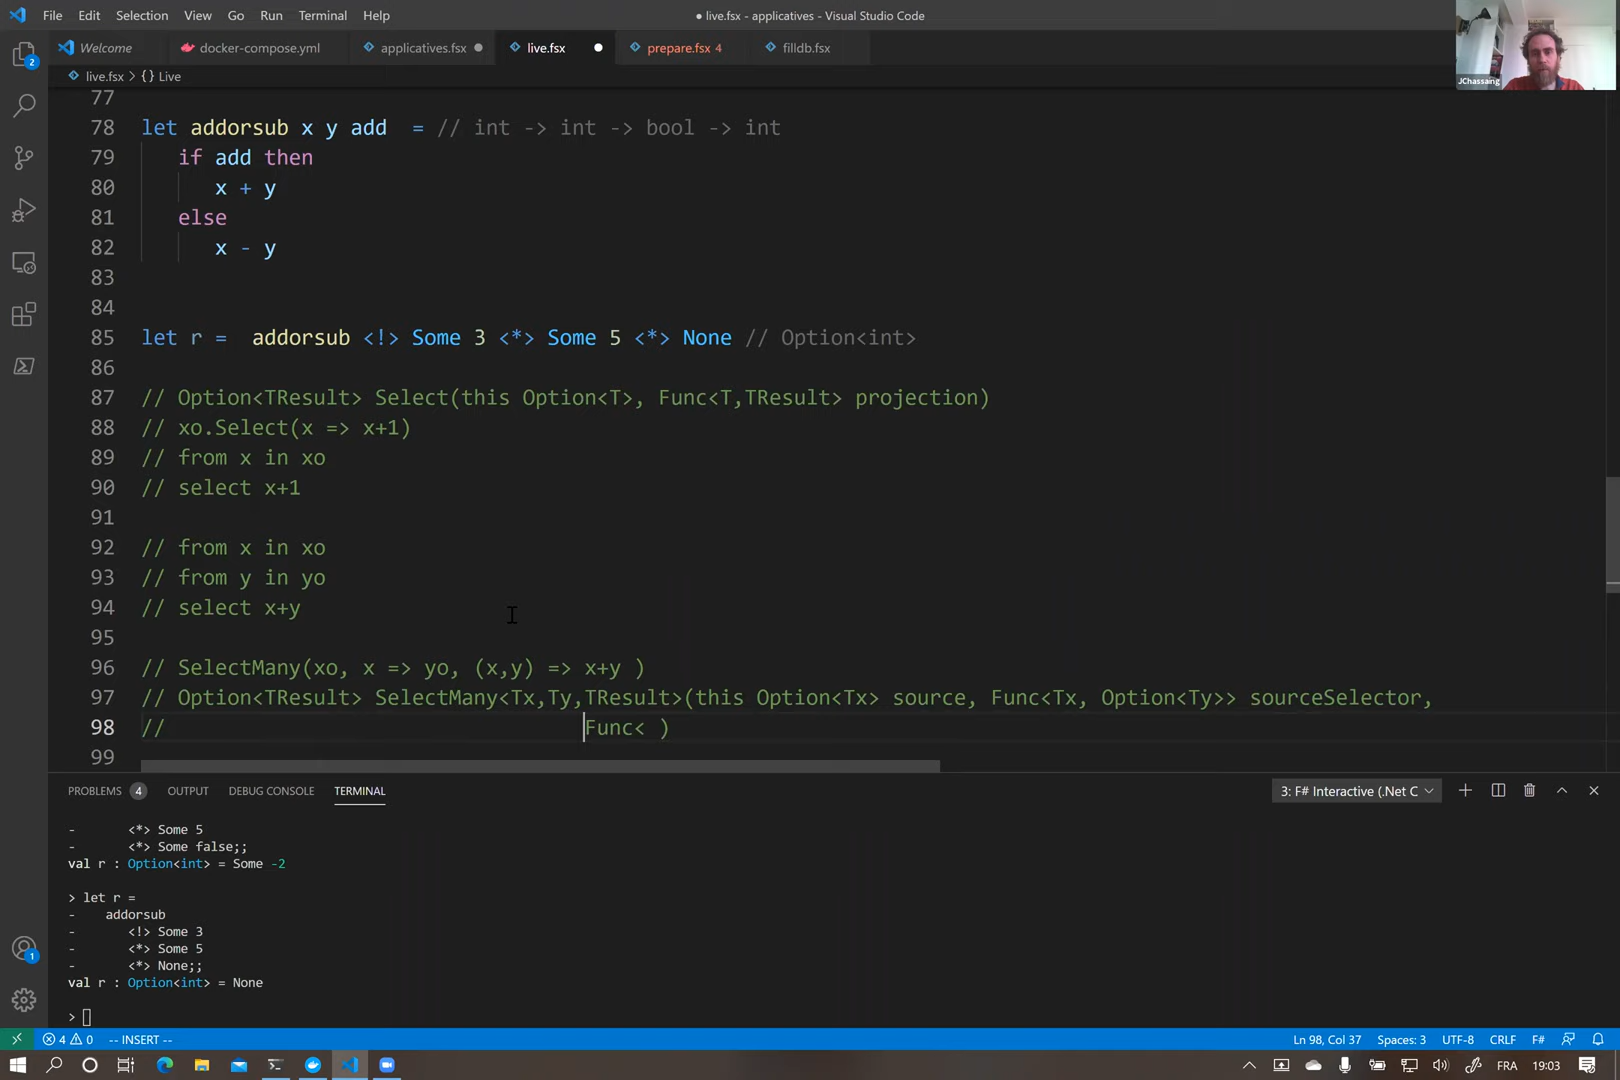 File Edit Selection View Go Run Terminal Help
● live.fsx - applicatives - Visual Studio Code
JChassaing
Welcome docker-compose.yml applicatives.fsx live.fsx prepare.fsx 4 filldb.fsx
live.fsx > {} Live
77
78 let addorsub x y add  = // int -> int -> bool -> int
79 if add then
80 x + y
81 else
82 x - y
83
84
85 let r =  addorsub <!> Some 3 <*> Some 5 <*> None // Option<int>
86
87 // Option<TResult> Select(this Option<T>, Func<T,TResult> projection)
88 // xo.Select(x => x+1)
89 // from x in xo
90 // select x+1
91
92 // from x in xo
93 // from y in yo
94 // select x+y
95
96 // SelectMany(xo, x => yo, (x,y) => x+y )
97 // Option<TResult> SelectMany<Tx,Ty,TResult>(this Option<Tx> source, Func<Tx, Option<Ty>> sourceSelector,
98 // Func< )
99
PROBLEMS 4 OUTPUT DEBUG CONSOLE TERMINAL
3: F# Interactive (.Net C
- <*> Some 5
- <*> Some false;;
val r : Option<int> = Some -2
> let r =
- addorsub
- <!> Some 3
- <*> Some 5
- <*> None;;
val r : Option<int> = None
>
2
1
4 0 -- INSERT --
Ln 98, Col 37 Spaces: 3 UTF-8 CRLF F#
FRA 19:03